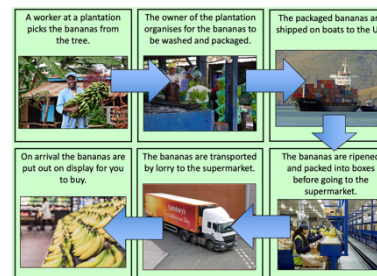 A worker at a plantation
picks the bananas from
the tree.
The owner of the plantation
organises for the bananas to
be washed and packaged.
The packaged bananas are
shipped on boats to the U
The bananas are ripened
and packed into boxes
before going to the
supermarket.
The bananas are transported
by lorry to the supermarket.
Sainsbury's
On arrival the bananas are
put out on display for you
to buy.